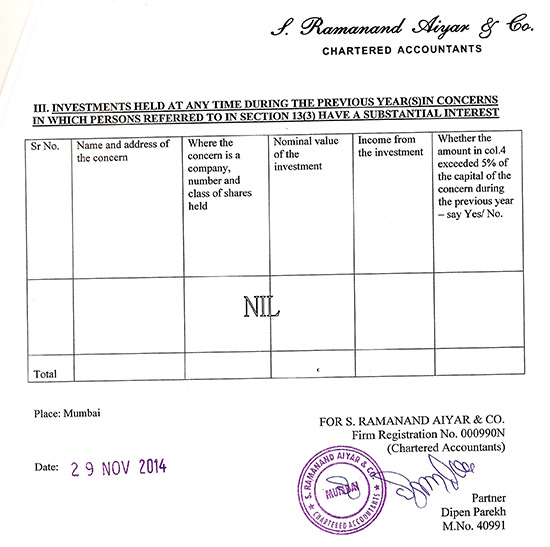 S. Ramanand Aiyar & Co.
CHARTERED ACCOUNTANTS
III. INVESTMENTS HELD AT ANY TIME DURING THE PREVIOUS YEAR(S)IN CONCERNS
IN WHICH PERSONS REFERRED TO IN SECTION 13(3) HAVE A SUBSTANTIAL INTEREST
Sr No.
Name and address of
the concern
Where the
concern is a
company,
number and
class of shares
held
Nominal value
of the
investment
Income from
the investment
Whether the
amount in col.4
exceeded 5% of
the capital of the
concern during
the previous year
– say Yes/ No.
NIL
Total
Place: Mumbai
FOR S. RAMANAND AIYAR & CO.
Firm Registration No. 000990N
(Chartered Accountants)
Date: 29 NOV 2014
S. RAMANAND AIYAR & CO.
MUMBAI
CHARTERED ACCOUNTANTS
Partner
Dipen Parekh
M.No. 40991